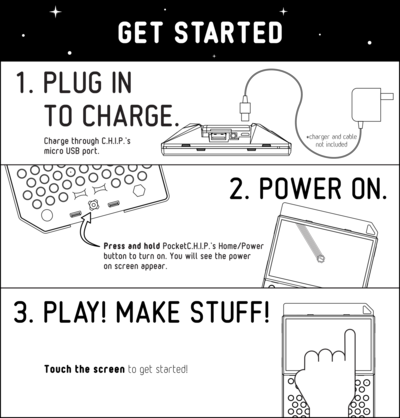 GET STARTED
1. PLUG IN
TO CHARGE.
Charge through C.H.I.P.'s
micro USB port.
•charger and cable
not included
2. POWER ON.
Press and hold PocketC.H.I.P.'s Home/Power
button to turn on. You will see the power
on screen appear.
3. PLAY! MAKE STUFF!
Touch the screen to get started!